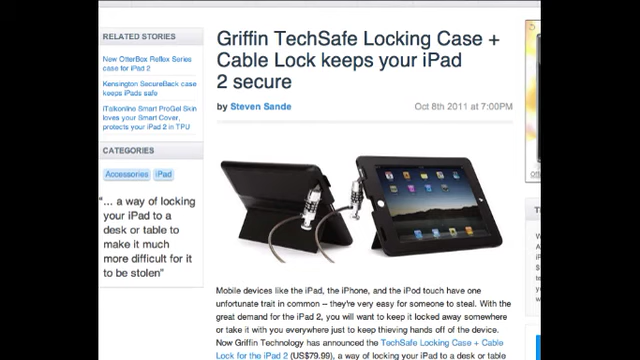 RELATED STORIES
New OtterBox Reflex Series
case for iPad 2
Kensington SecureBack case
keeps iPads safe
iTalkonline Smart ProGel Skin
loves your Smart Cover,
protects your iPad 2 in TPU
CATEGORIES
Accessories iPad
"... a way of locking
your iPad to a
desk or table to
make it much
more difficult for it
to be stolen"
Griffin TechSafe Locking Case +
Cable Lock keeps your iPad
2 secure
by Steven Sande Oct 8th 2011 at 7:00PM
Mobile devices like the iPad, the iPhone, and the iPod touch have one
unfortunate trait in common – they're very easy for someone to steal. With the
great demand for the iPad 2, you will want to keep it locked away somewhere
or take it with you everywhere just to keep thieving hands off of the device.
Now Griffin Technology has announced the TechSafe Locking Case + Cable
Lock for the iPad 2 (US$79.99), a way of locking your iPad to a desk or table